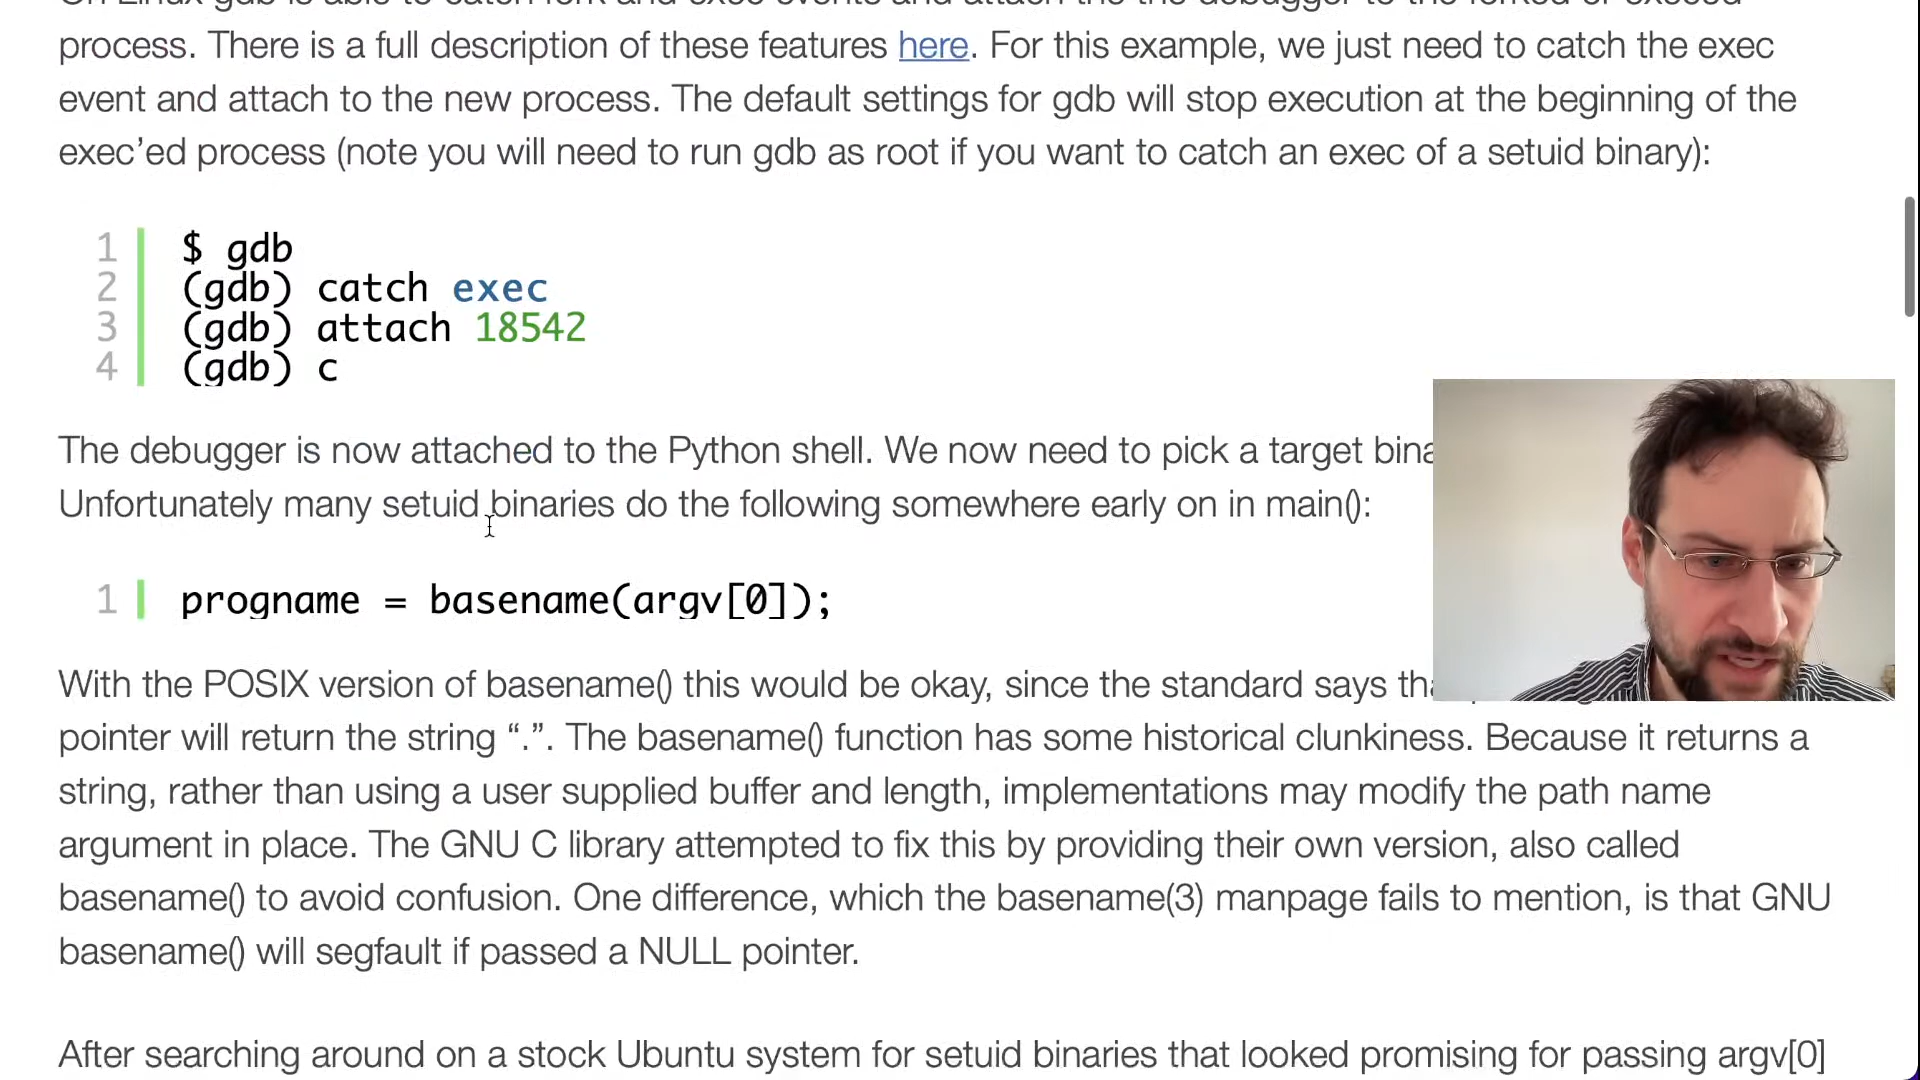 process. There is a full description of these features here. For this example, we just need to catch the exec
event and attach to the new process. The default settings for gdb will stop execution at the beginning of the
exec’ed process (note you will need to run gdb as root if you want to catch an exec of a setuid binary):
1 $ gdb
2 (gdb) catch exec
3 (gdb) attach 18542
4 (gdb) c
The debugger is now attached to the Python shell. We now need to pick a target
Unfortunately many setuid binaries do the following somewhere early on in main():
1 progname = basename(argv[0]);
With the POSIX version of basename() this would be okay, since the standard says
pointer will return the string “.”. The basename() function has some historical clunkiness. Because it returns a
string, rather than using a user supplied buffer and length, implementations may modify the path name
argument in place. The GNU C library attempted to fix this by providing their own version, also called
basename() to avoid confusion. One difference, which the basename(3) manpage fails to mention, is that GNU
basename() will segfault if passed a NULL pointer.
After searching around on a stock Ubuntu system for setuid binaries that looked promising for passing argv[0]